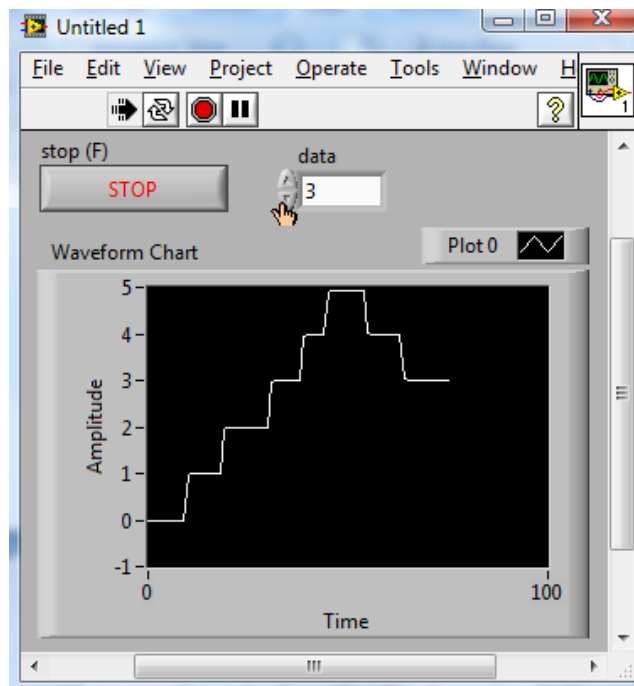 Untitled 1
File Edit View Project Operate Tools Window H
1
stop (F)
data
STOP
3
Waveform Chart
Plot 0
5
4
3
2
1
0
-1
Amplitude
0
100
Time